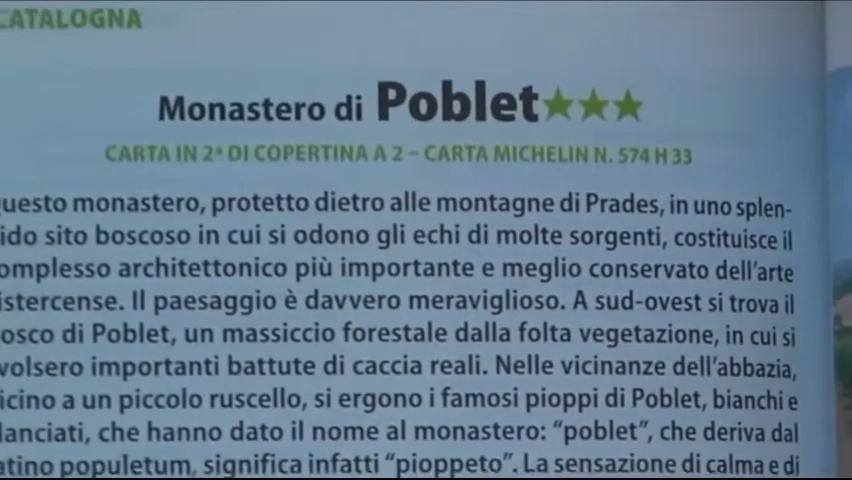 CATALOGNA
Monastero di Poblet★★★
CARTA IN 2ª DI COPERTINA A 2 – CARTA MICHELIN N. 574 H 33
uesto monastero, protetto dietro alle montagne di Prades, in uno splen-
ido sito boscoso in cui si odono gli echi di molte sorgenti, costituisce il
omplesso architettonico più importante e meglio conservato dell'arte
istercense. Il paesaggio è davvero meraviglioso. A sud-ovest si trova il
osco di Poblet, un massiccio forestale dalla folta vegetazione, in cui si
volsero importanti battute di caccia reali. Nelle vicinanze dell'abbazia,
icino a un piccolo ruscello, si ergono i famosi pioppi di Poblet, bianchi e
lanciati, che hanno dato il nome al monastero: "poblet", che deriva dal
atino populetum, significa infatti "pioppeto". La sensazione di calma e di